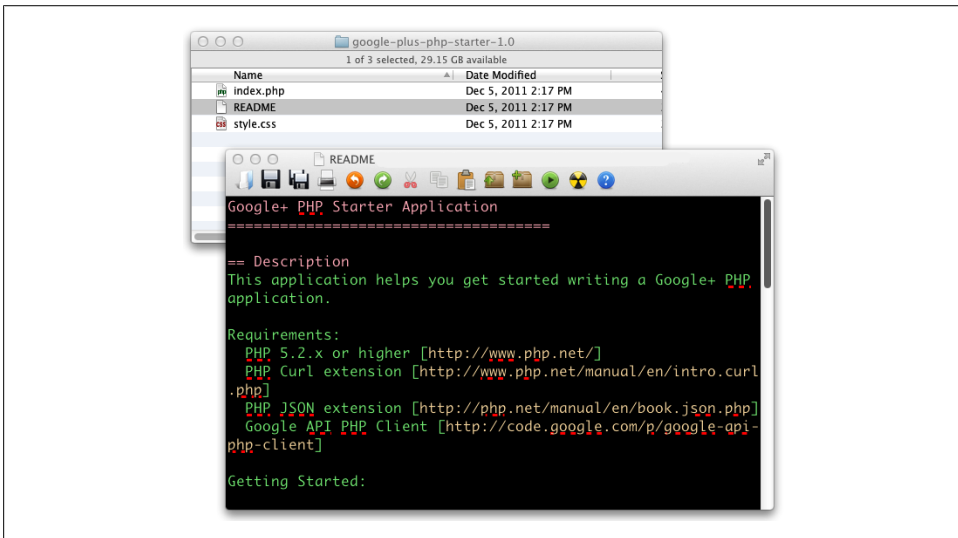 google-plus-php-starter-1.0
1 of 3 selected, 29.15 GB available
Name Date Modified
index.php Dec 5, 2011 2:17 PM
README Dec 5, 2011 2:17 PM
style.css Dec 5, 2011 2:17 PM
README
Google+ PHP Starter Application
=====================================
== Description
This application helps you get started writing a Google+ PHP
application.
Requirements:
PHP 5.2.x or higher [http://www.php.net/]
PHP Curl extension [http://www.php.net/manual/en/intro.curl
.php]
PHP JSON extension [http://php.net/manual/en/book.json.php]
Google API PHP Client [http://code.google.com/p/google-api-
php-client]
Getting Started: